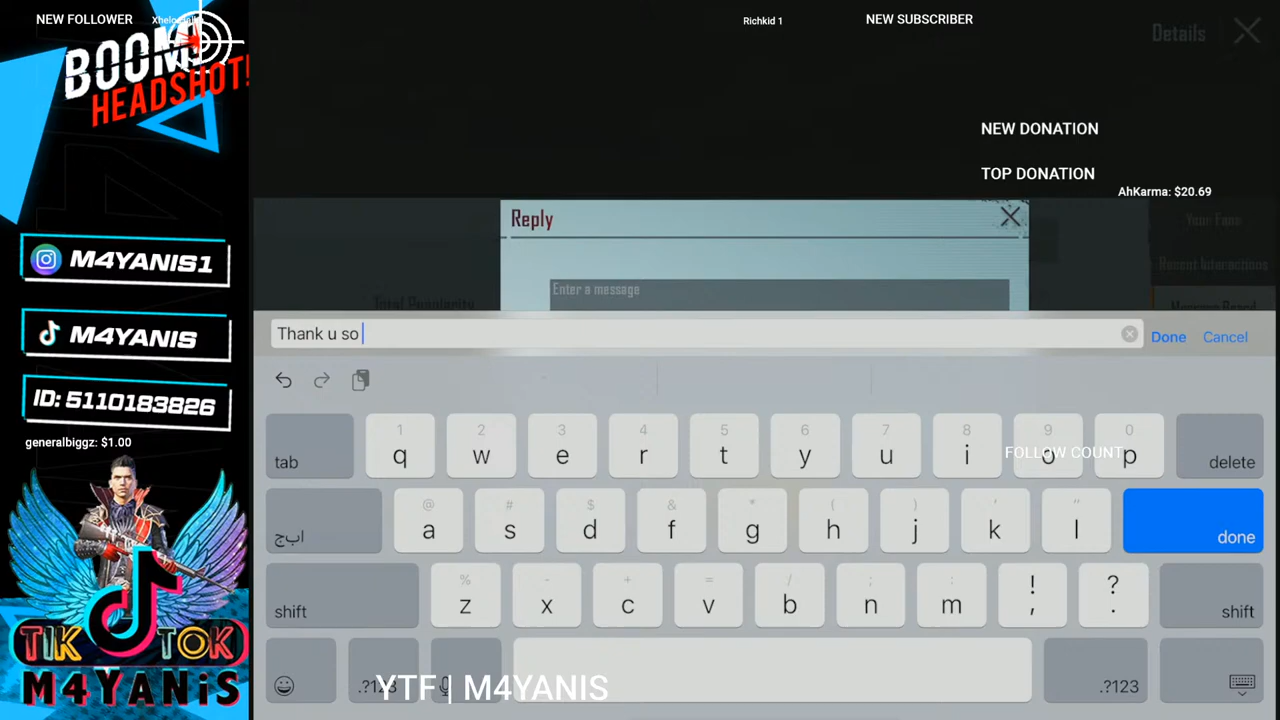 NEW FOLLOWER
Richkid 1
NEW SUBSCRIBER
Details
BOOM!
HEADSHOT!
NEW DONATION
TOP DONATION
AhKarma: $20.69
Reply
Your Fans
Recent Interactions
Enter a message
Total Popularity
M4YANIS1
Thank u so
Done
Cancel
M4YANIS
ID: 5110183826
generalbiggz: $1.00
1 2 3 4 5 6 7 8 9 0
tab q w e r t y u i o p delete
FOLLOW COUNT
@ # $ & * ( ) ' "
ا ب ج a s d f g h j k l done
% - + = / ; : ! ?
shift z x c v b n m , . shift
.?123 .?123
TIK TOK
M4YANiS
YTF | M4YANIS